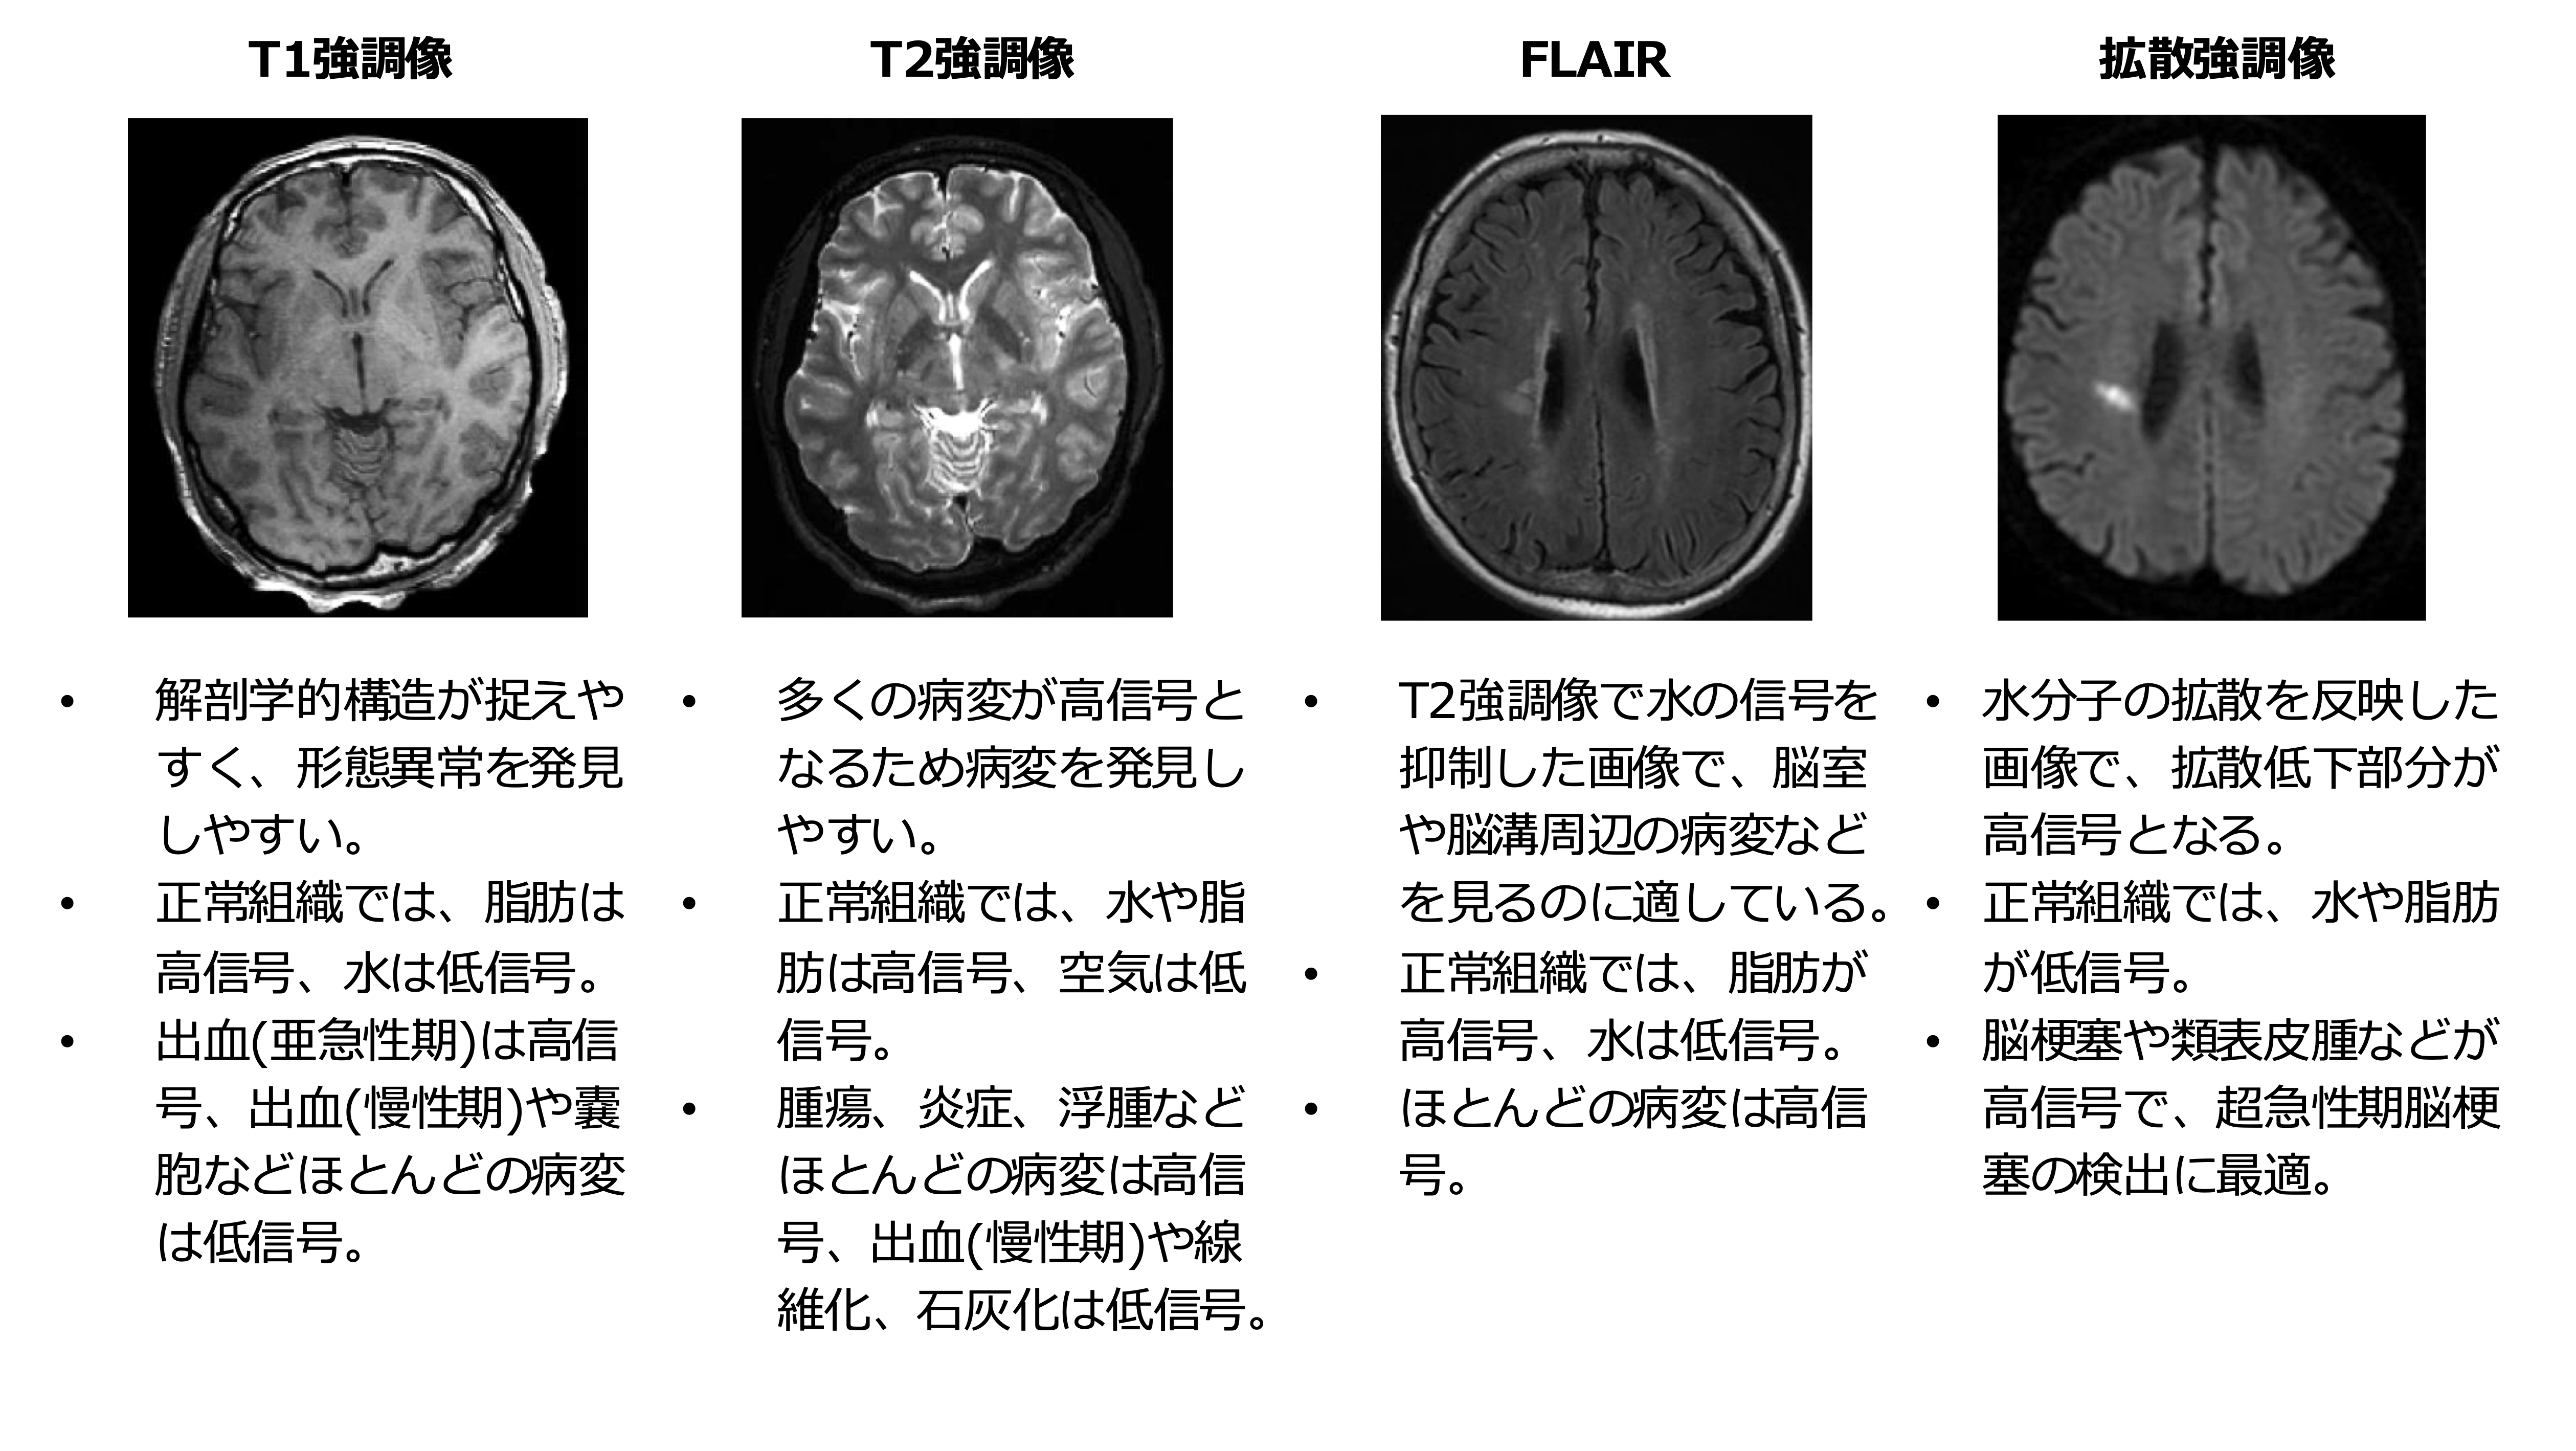 T1強調像
• 解剖学的構造が捉えや
すく、形態異常を発見
しやすい。
• 正常組織では、脂肪は
高信号、水は低信号。
• 出血(亜急性期)は高信
号、出血(慢性期)や嚢
胞などほとんどの病変
は低信号。
T2強調像
• 多くの病変が高信号と
なるため病変を発見し
やすい。
• 正常組織では、水や脂
肪は高信号、空気は低
信号。
• 腫瘍、炎症、浮腫など
ほとんどの病変は高信
号、出血(慢性期)や線
維化、石灰化は低信号。
FLAIR
• T2強調像で水の信号を
抑制した画像で、脳室
や脳溝周辺の病変など
を見るのに適している。
• 正常組織では、脂肪が
高信号、水は低信号。
• ほとんどの病変は高信
号。
拡散強調像
• 水分子の拡散を反映した
画像で、拡散低下部分が
高信号となる。
• 正常組織では、水や脂肪
が低信号。
• 脳梗塞や類表皮腫などが
高信号で、超急性期脳梗
塞の検出に最適。